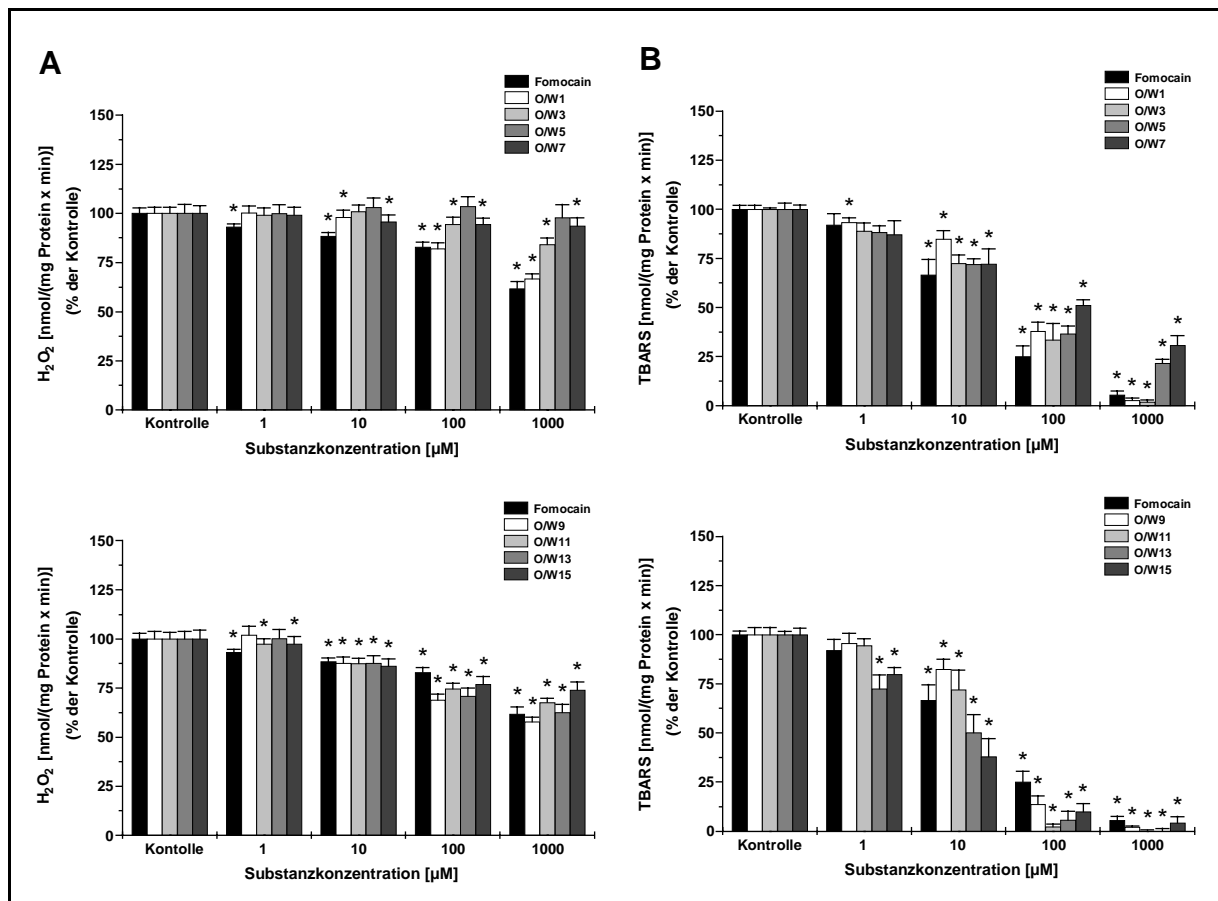 A
Fomocain
O/W1
O/W3
O/W5
O/W7
H₂O₂ [nmol/(mg Protein x min)]
(% der Kontrolle)
150
125
100
75
50
25
0
* * * * * * * * * * * *
Kontrolle 1 10 100 1000
Substanzkonzentration [µM]
B
Fomocain
O/W1
O/W3
O/W5
O/W7
TBARS [nmol/(mg Protein x min)]
(% der Kontrolle)
150
125
100
75
50
25
0
* * * * * * * * * * * * * * * *
Kontrolle 1 10 100 1000
Substanzkonzentration [µM]
Fomocain
O/W9
O/W11
O/W13
O/W15
H₂O₂ [nmol/(mg Protein x min)]
(% der Kontrolle)
150
125
100
75
50
25
0
* * * * * * * * * * * * * * * * * *
Kontolle 1 10 100 1000
Substanzkonzentration [µM]
Fomocain
O/W9
O/W11
O/W13
O/W15
TBARS [nmol/(mg Protein x min)]
(% der Kontrolle)
150
125
100
75
50
25
0
* * * * * * * * * * * * * * * * *
Kontrolle 1 10 100 1000
Substanzkonzentration [µM]